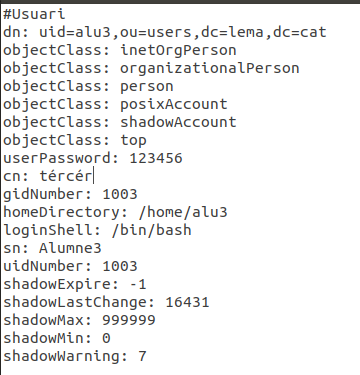 #Usuari
dn: uid=alu3,ou=users,dc=lema,dc=cat
objectClass: inetOrgPerson
objectClass: organizationalPerson
objectClass: person
objectClass: posixAccount
objectClass: shadowAccount
objectClass: top
userPassword: 123456
cn: tércér
gidNumber: 1003
homeDirectory: /home/alu3
loginShell: /bin/bash
sn: Alumne3
uidNumber: 1003
shadowExpire: -1
shadowLastChange: 16431
shadowMax: 999999
shadowMin: 0
shadowWarning: 7